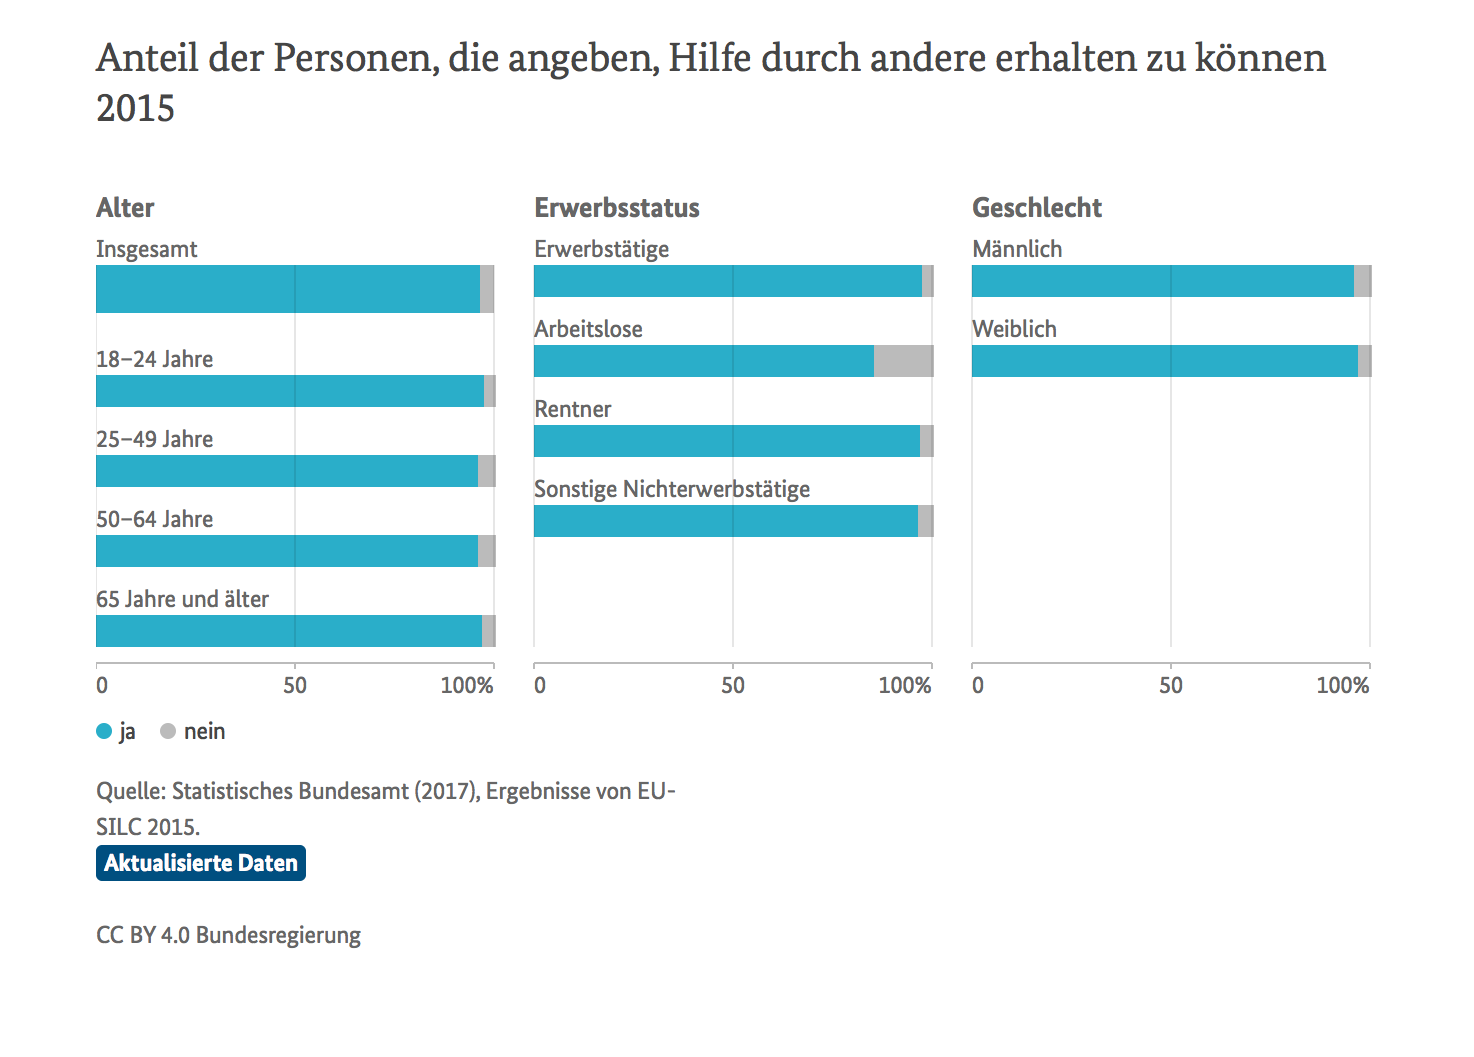 Anteil der Personen, die angeben, Hilfe durch andere erhalten zu können
2015
Alter
Insgesamt
18–24 Jahre
25–49 Jahre
50–64 Jahre
65 Jahre und älter
0 50 100%
Erwerbsstatus
Erwerbstätige
Arbeitslose
Rentner
Sonstige Nichterwerbstätige
0 50 100%
Geschlecht
Männlich
Weiblich
0 50 100%
ja nein
Quelle: Statistisches Bundesamt (2017), Ergebnisse von EU-
SILC 2015.
Aktualisierte Daten
CC BY 4.0 Bundesregierung